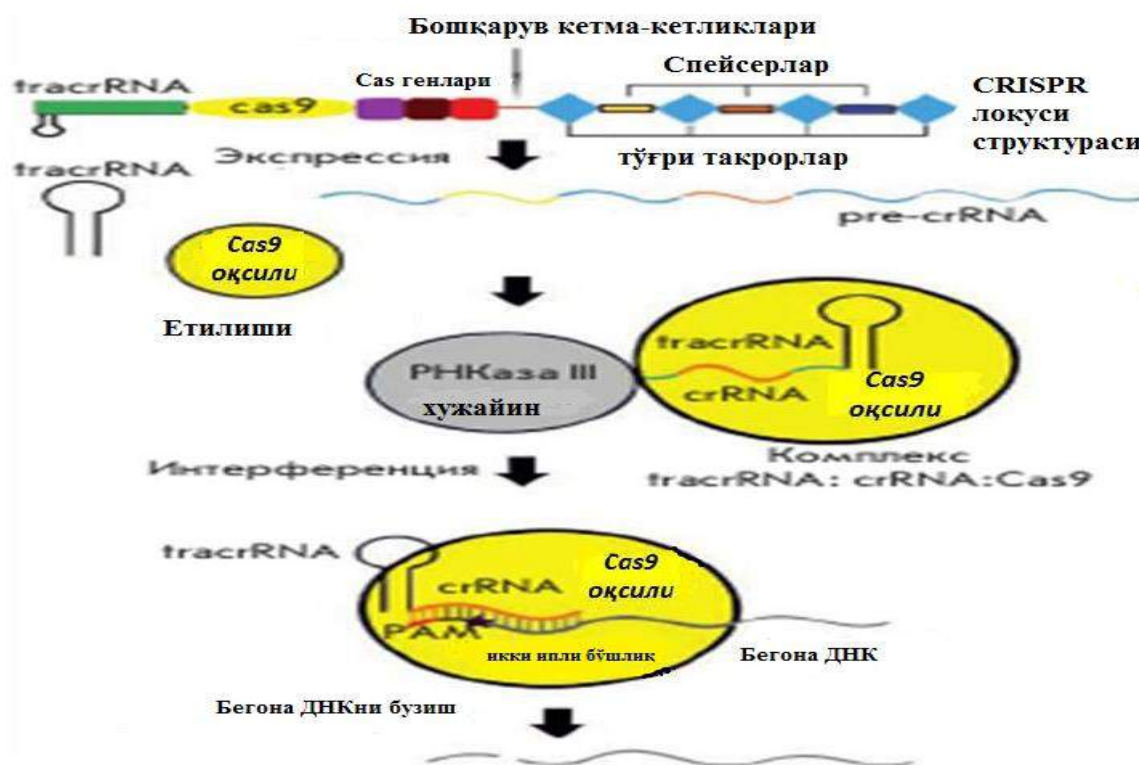 Бошқарув кетма-кетликлари
tracrRNA
Cas генлари
Спейсерлар
cas9
CRISPR
локуси
структураси
Экспрессия
тўғри такрорлар
tracrRNA
pre-crRNA
Cas9
оқсили
Етилиши
tracrRNA
РНКаза III
crRNA
Cas9
оқсили
хужайин
Комплекс
Интерференция
tracrRNA: crRNA:Cas9
tracrRNA
Cas9
оқсили
crRNA
PAM
икки ипли бўшлиқ
Бегона ДНК
Бегона ДНКни бузиш